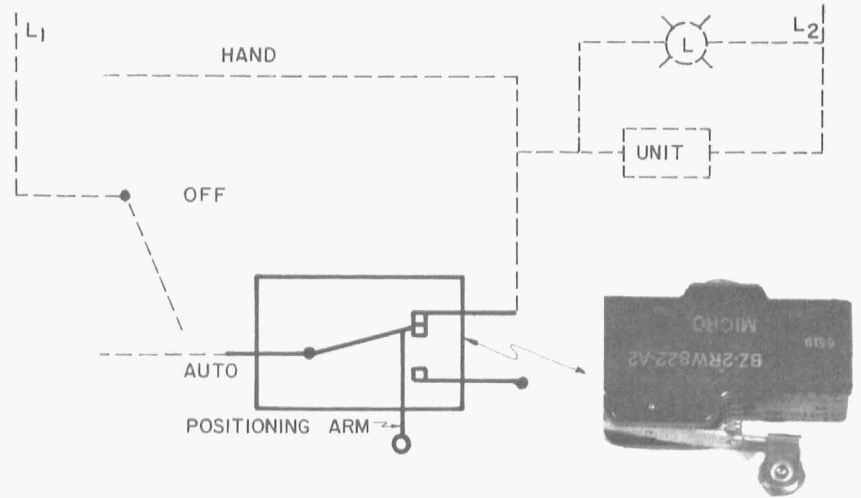 L1
L2
HAND
L
UNIT
OFF
AUTO
POSITIONING ARM
MICRO
BZ-2RW822-A2